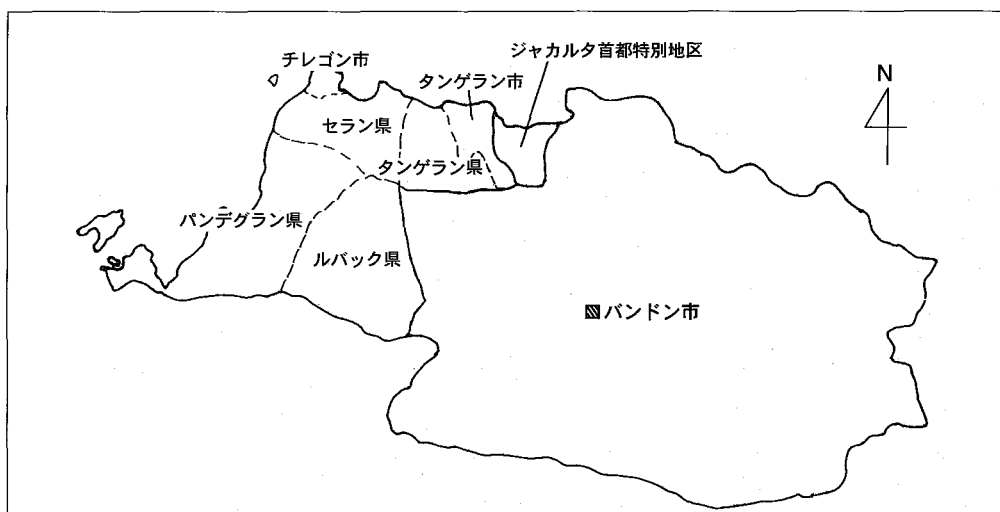 ジャカルタ首都特別地区
チレゴン市
タンゲラン市
N
セラン県
タンゲラン県
パンデグラン県
ルバック県
バンドン市